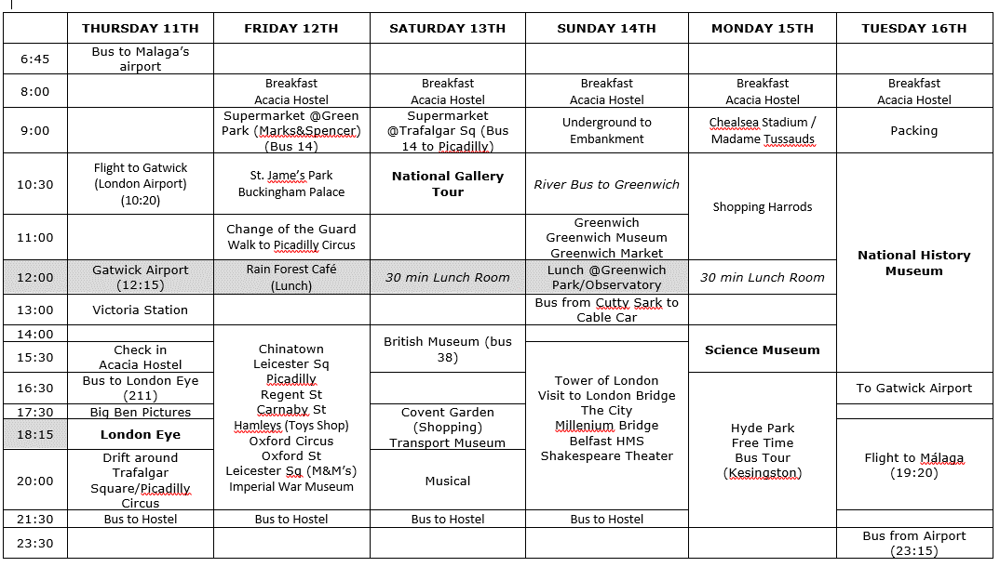 THURSDAY 11TH FRIDAY 12TH SATURDAY 13TH SUNDAY 14TH MONDAY 15TH TUESDAY 16TH
6:45
Bus to Malaga's
airport
8:00
Breakfast
Acacia Hostel
Breakfast
Acacia Hostel
Breakfast
Acacia Hostel
Breakfast
Acacia Hostel
Breakfast
Acacia Hostel
9:00
Supermarket @Green
Park (Marks&Spencer)
(Bus 14)
Supermarket
@Trafalgar Sq (Bus
14 to Picadilly)
Underground to
Embankment
Chealsea Stadium /
Madame Tussauds
Packing
10:30
Flight to Gatwick
(London Airport)
(10:20)
St. Jame's Park
Buckingham Palace
National Gallery
Tour
River Bus to Greenwich
Shopping Harrods
National History
Museum
11:00
Change of the Guard
Walk to Picadilly Circus
Greenwich
Greenwich Museum
Greenwich Market
12:00
Gatwick Airport
(12:15)
Rain Forest Café
(Lunch)
30 min Lunch Room
Lunch @Greenwich
Park/Observatory
30 min Lunch Room
13:00
Victoria Station
Bus from Cutty Sark to
Cable Car
14:00
Chinatown
Leicester Sq
Picadilly
Regent St
Carnaby St
Hamleys (Toys Shop)
Oxford Circus
Oxford St
Leicester Sq (M&M's)
Imperial War Museum
British Museum (bus
38)
Science Museum
15:30
Check in
Acacia Hostel
Tower of London
Visit to London Bridge
The City
Millenium Bridge
Belfast HMS
Shakespeare Theater
16:30
Bus to London Eye
(211)
Hyde Park
Free Time
Bus Tour
(Kesingston)
To Gatwick Airport
17:30
Big Ben Pictures
Covent Garden
(Shopping)
Transport Museum
18:15
London Eye
Flight to Málaga
(19:20)
20:00
Drift around
Trafalgar
Square/Picadilly
Circus
Musical
21:30
Bus to Hostel
Bus to Hostel
Bus to Hostel
Bus to Hostel
23:30
Bus from Airport
(23:15)